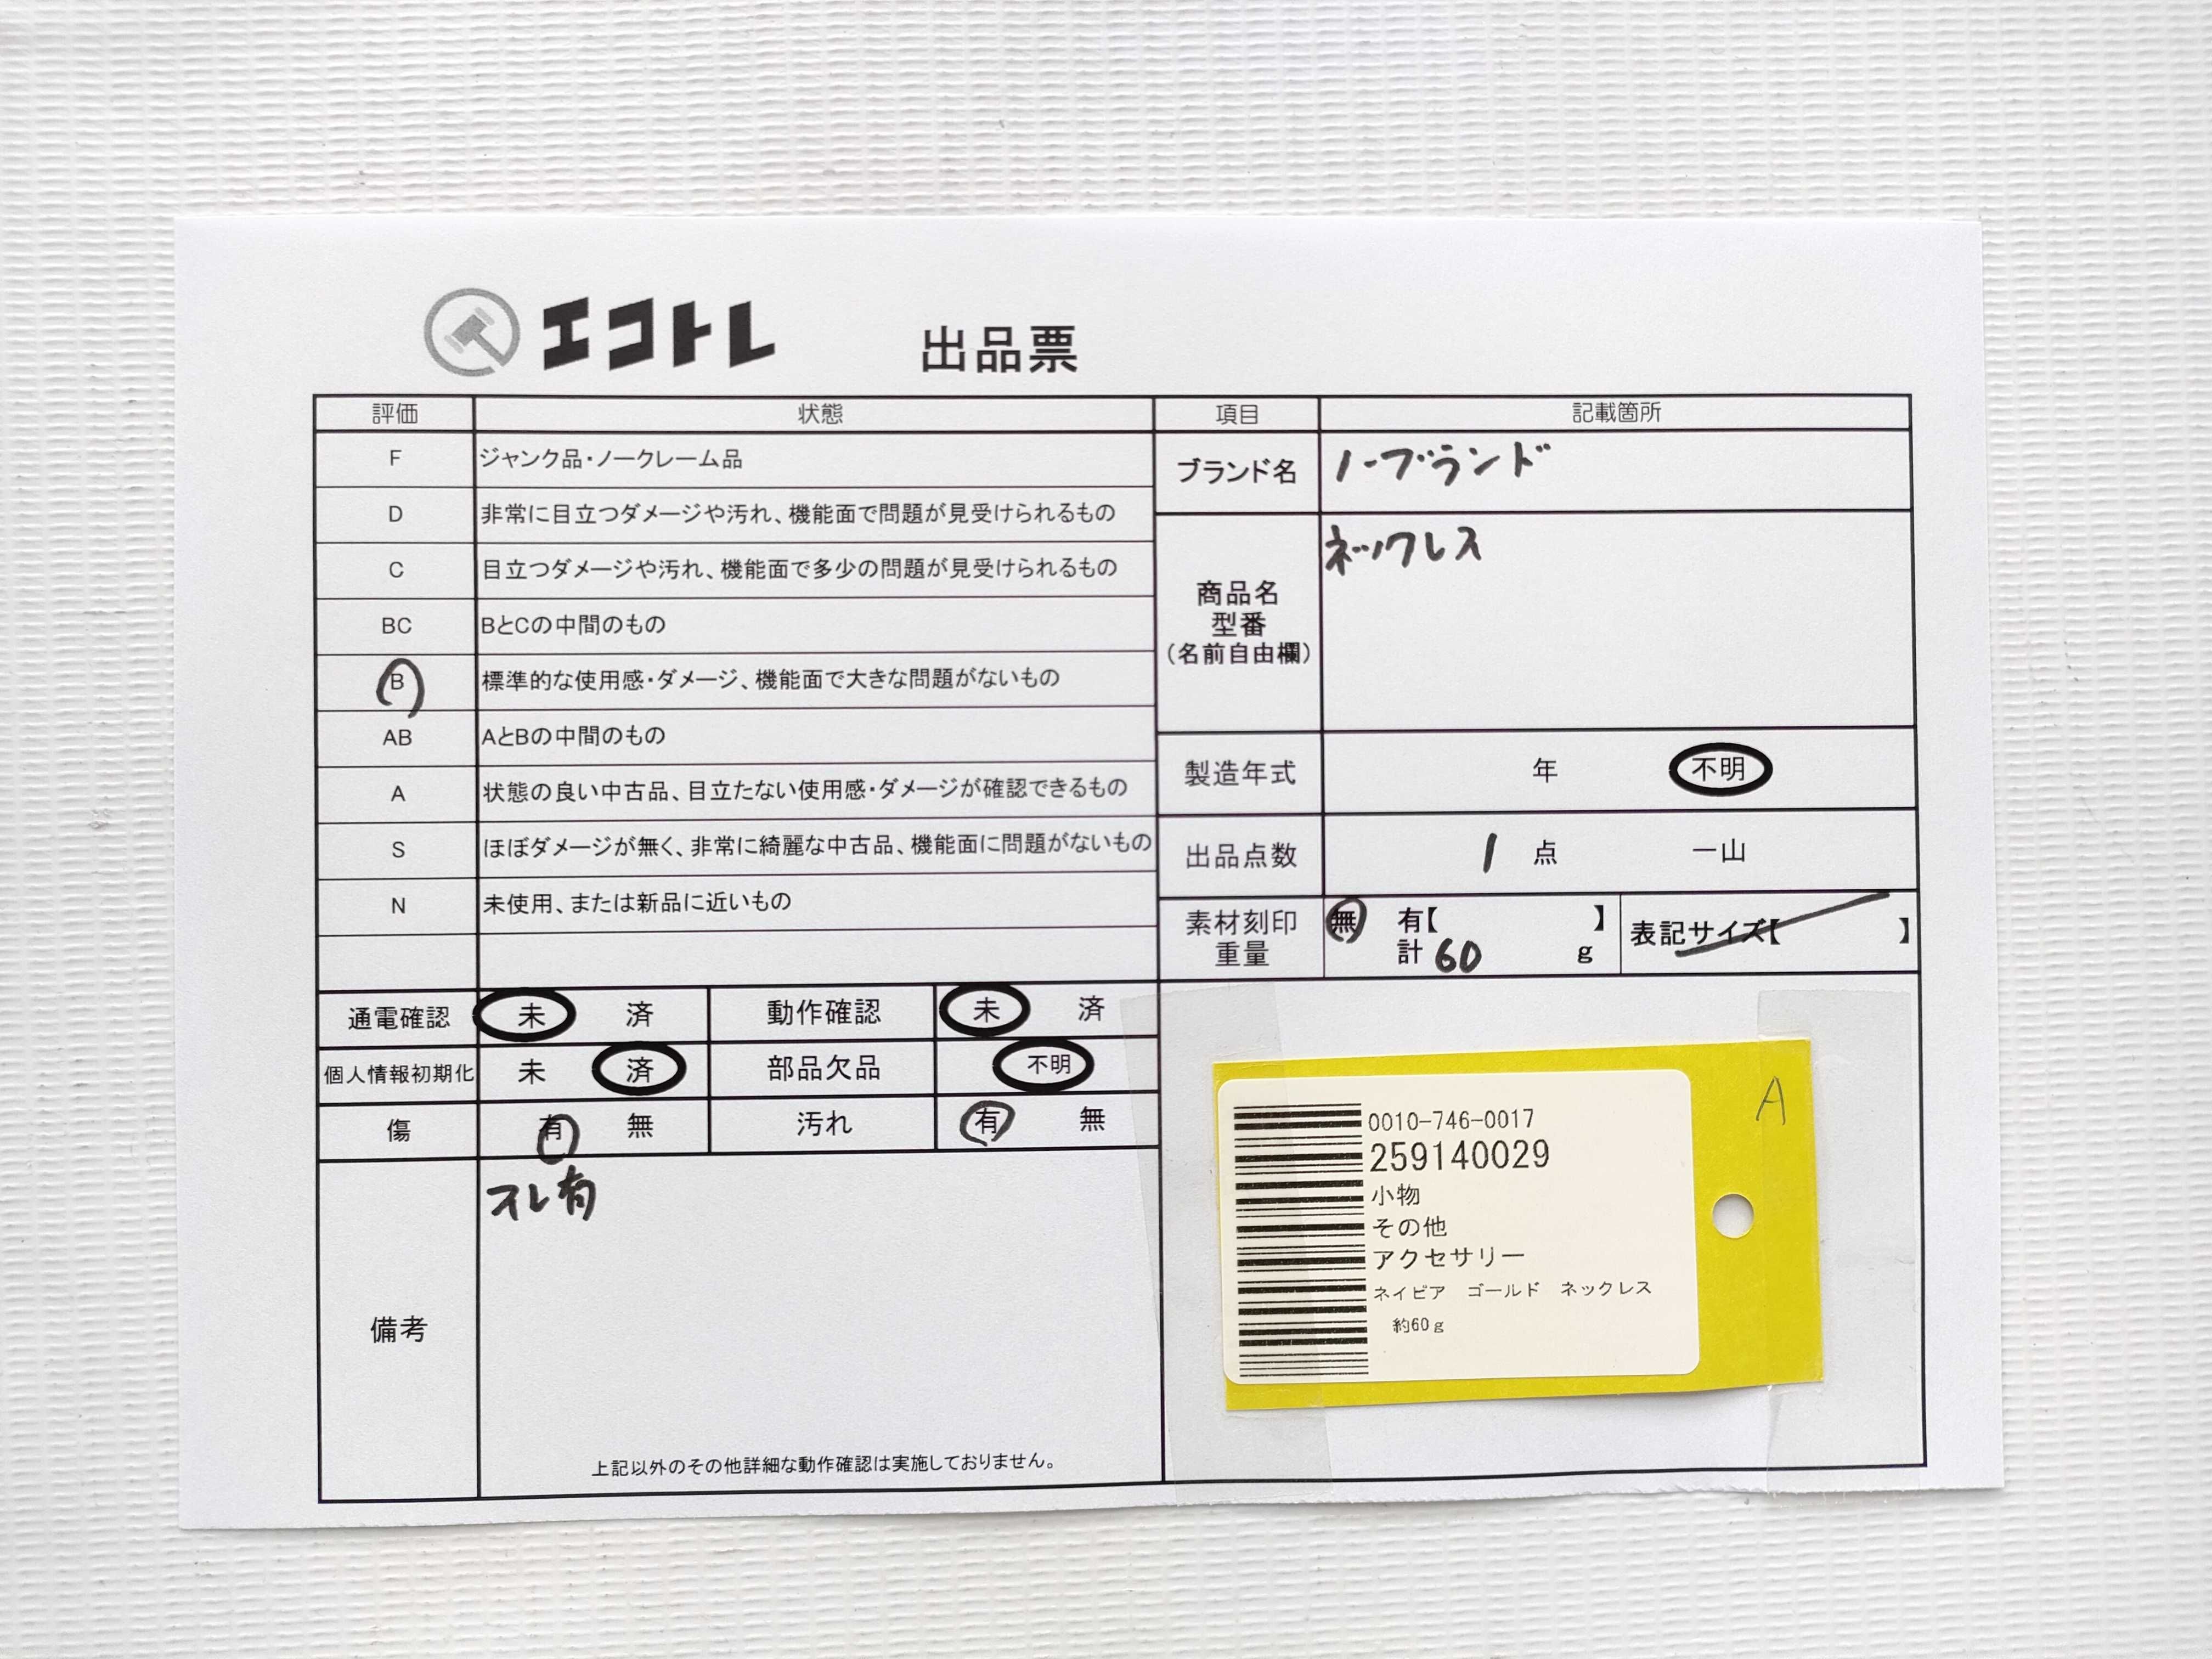 エコトレ 出品票
評価 状態 項目 記載箇所
F ジャンク品・ノークレーム品
D 非常に目立つダメージや汚れ、機能面で問題が見受けられるもの
C 目立つダメージや汚れ、機能面で多少の問題が見受けられるもの
BC BとCの中間のもの
B 標準的な使用感・ダメージ、機能面で大きな問題がないもの
AB AとBの中間のもの
A 状態の良い中古品、目立たない使用感・ダメージが確認できるもの
S ほぼダメージが無く、非常に綺麗な中古品、機能面に問題がないもの
N 未使用、または新品に近いもの
ブランド名 ノーブランド
商品名
型番
(名前自由欄)
ネックレス
製造年式 年 不明
出品点数 1 点 一山
素材刻印
重量
無 有【 】
計 60 g
表記サイズ【 】
通電確認 未 済 動作確認 未 済
個人情報初期化 未 済 部品欠品 不明
傷 有 無 汚れ 有 無
備考
スレ有
上記以外のその他詳細な動作確認は実施しておりません。
A
0010-746-0017
259140029
小物
その他
アクセサリー
ネイビア ゴールド ネックレス
約60g